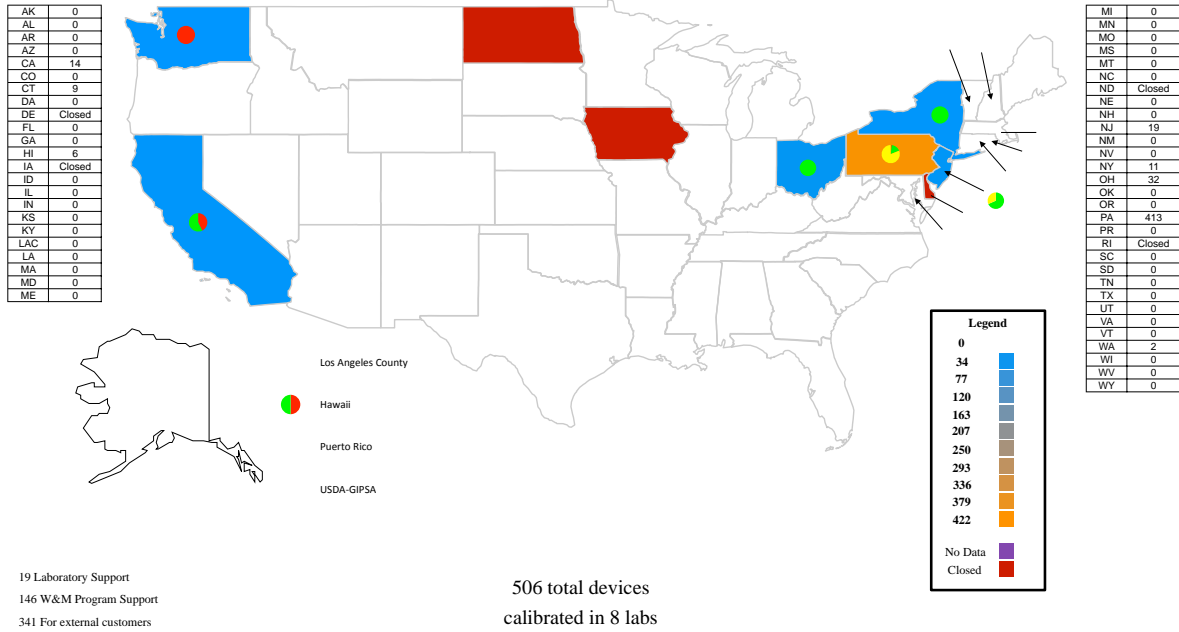 AK 0
AL 0
AR 0
AZ 0
CA 14
CO 0
CT 9
DA 0
DE Closed
FL 0
GA 0
HI 6
IA Closed
ID 0
IL 0
IN 0
KS 0
KY 0
LAC 0
LA 0
MA 0
MD 0
ME 0
MI 0
MN 0
MO 0
MS 0
MT 0
NC 0
ND Closed
NE 0
NH 0
NJ 19
NM 0
NV 0
NY 11
OH 32
OK 0
OR 0
PA 413
PR 0
RI Closed
SC 0
SD 0
TN 0
TX 0
UT 0
VA 0
VT 0
WA 2
WI 0
WV 0
WY 0
Los Angeles County
Hawaii
Puerto Rico
USDA-GIPSA
Legend
0
34
77
120
163
207
250
293
336
379
422
No Data
Closed
19 Laboratory Support
146 W&M Program Support
341 For external customers
506 total devices
calibrated in 8 labs